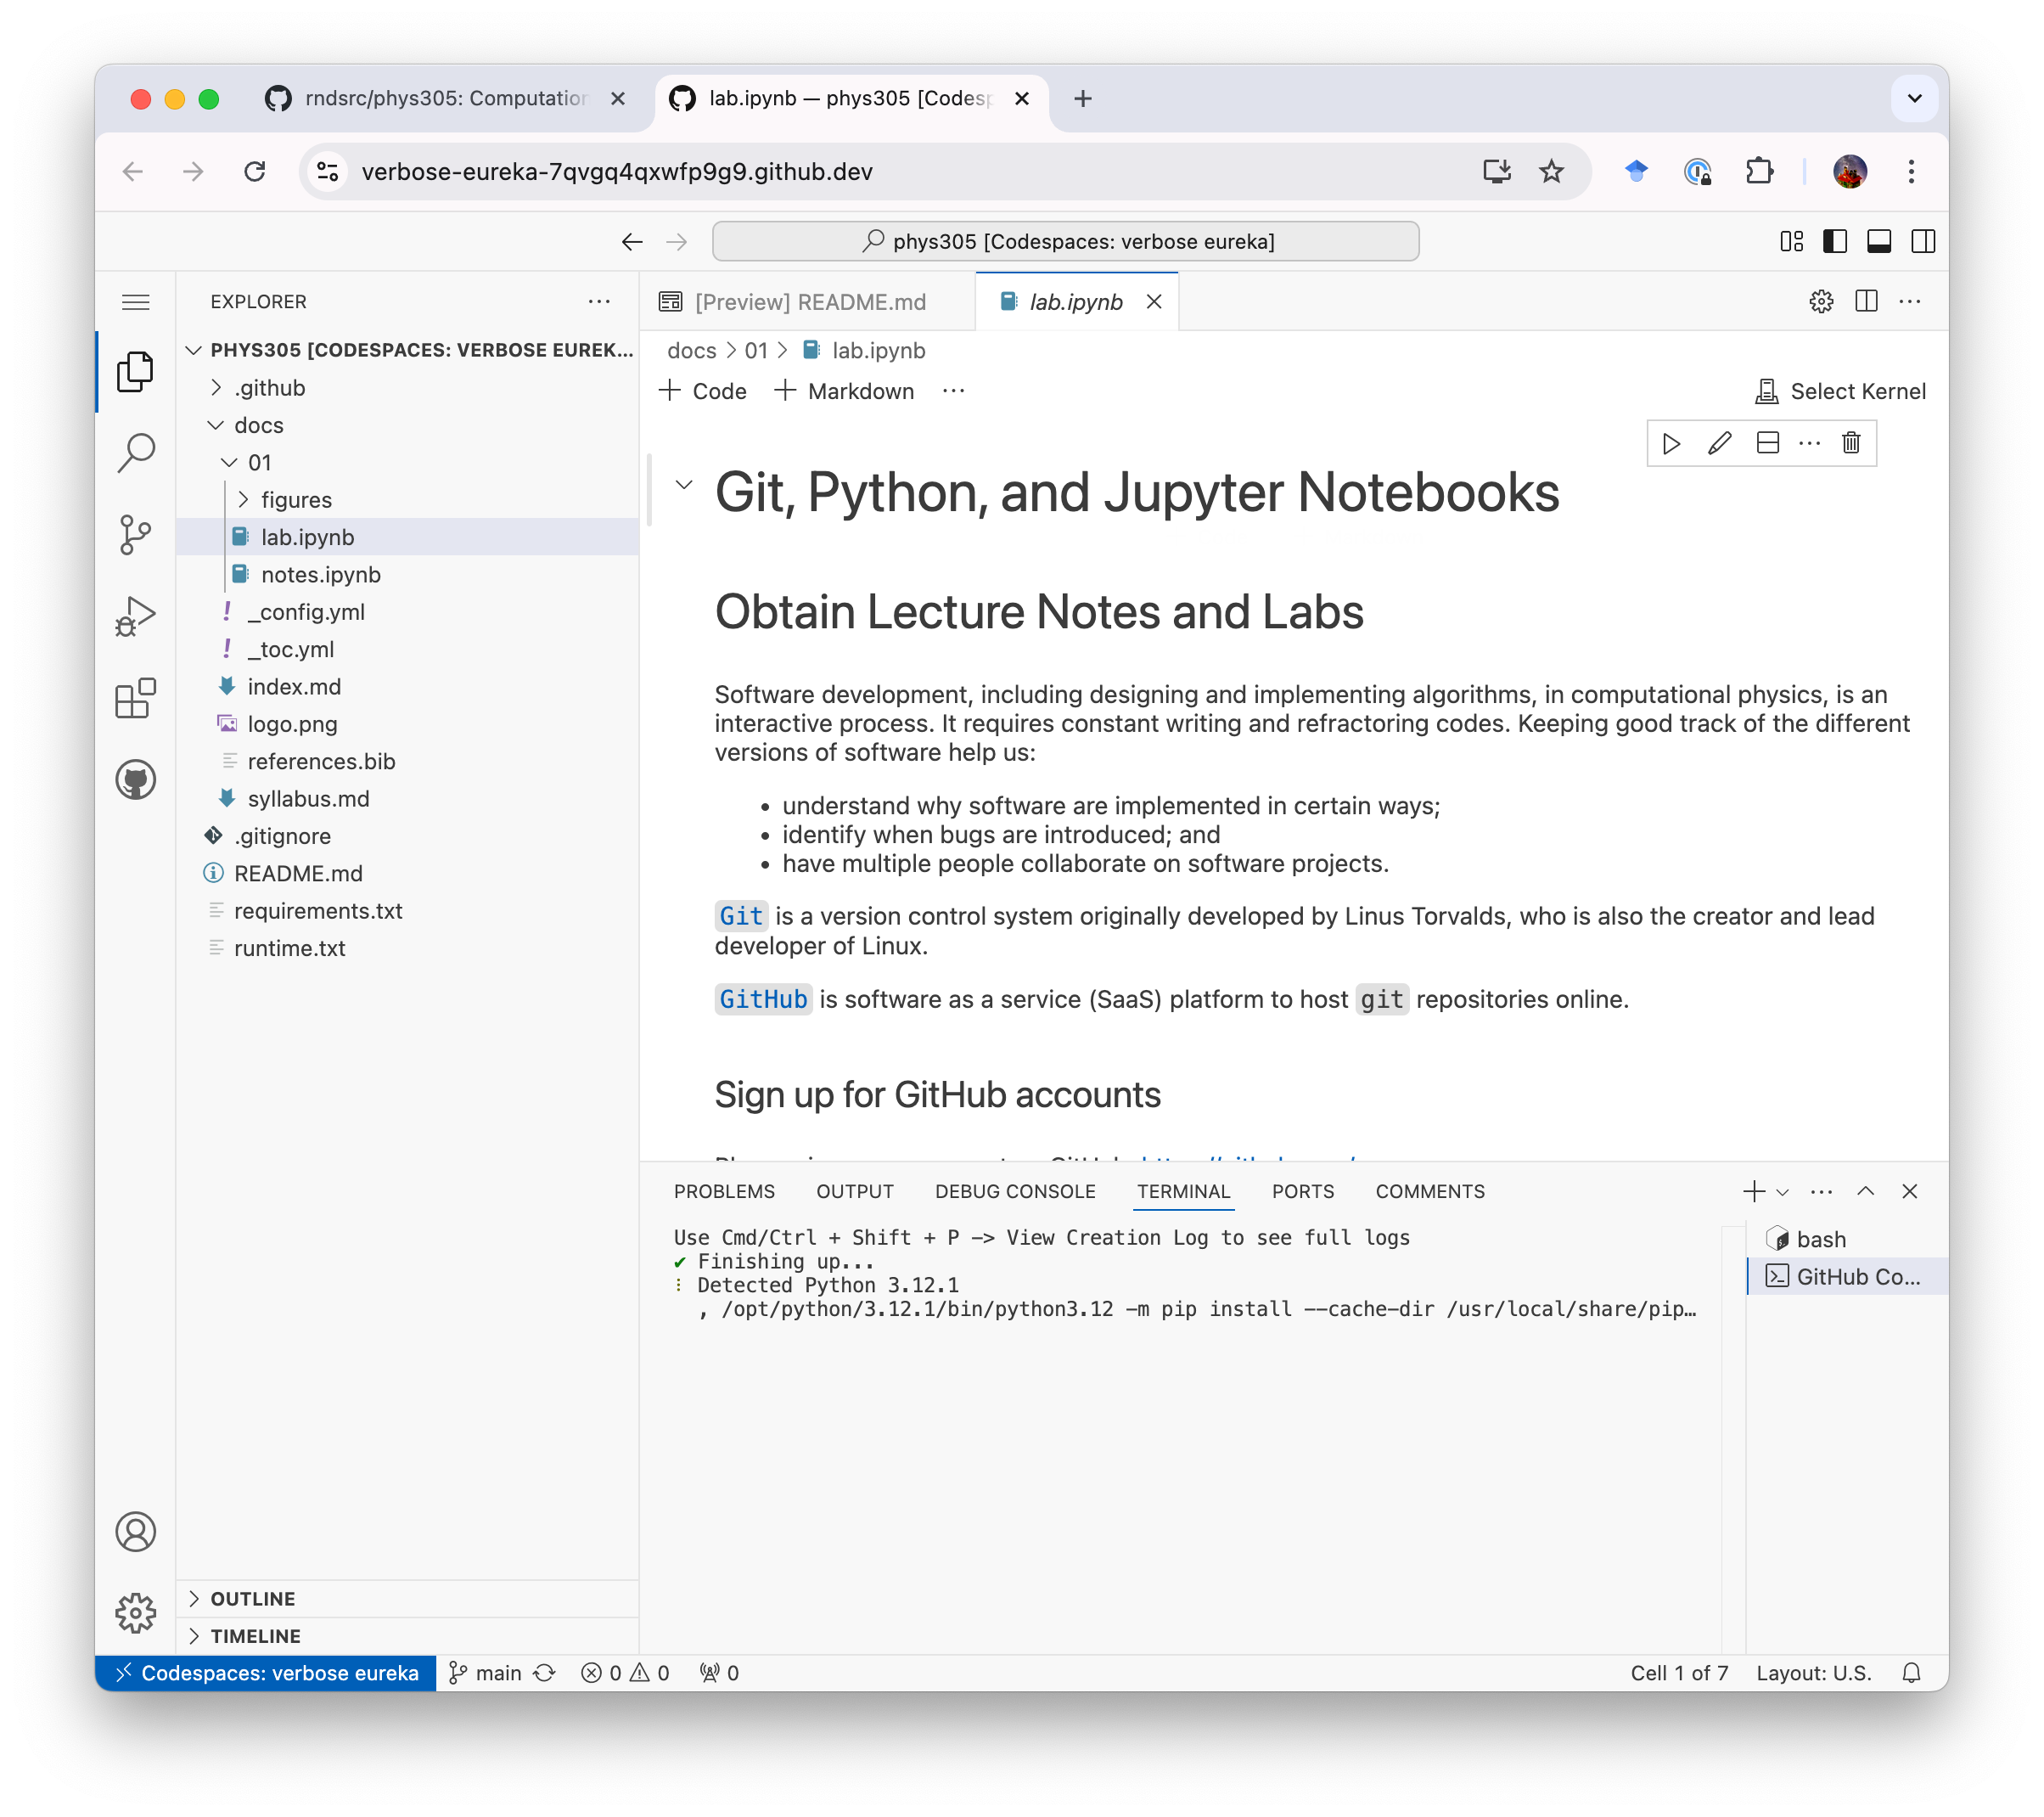 rndsrc/phys305: Computation
lab.ipynb — phys305 [Codesp
verbose-eureka-7qvgq4qxwfp9g9.github.dev
phys305 [Codespaces: verbose eureka]
EXPLORER
PHYS305 [CODESPACES: VERBOSE EUREK...
.github
docs
01
figures
lab.ipynb
notes.ipynb
_config.yml
_toc.yml
index.md
logo.png
references.bib
syllabus.md
.gitignore
README.md
requirements.txt
runtime.txt
OUTLINE
TIMELINE
[Preview] README.md
lab.ipynb
docs > 01 > lab.ipynb
+ Code + Markdown ...
Select Kernel
Git, Python, and Jupyter Notebooks
Obtain Lecture Notes and Labs
Software development, including designing and implementing algorithms, in computational physics, is an
interactive process. It requires constant writing and refractoring codes. Keeping good track of the different
versions of software help us:
• understand why software are implemented in certain ways;
• identify when bugs are introduced; and
• have multiple people collaborate on software projects.
Git is a version control system originally developed by Linus Torvalds, who is also the creator and lead
developer of Linux.
GitHub is software as a service (SaaS) platform to host git repositories online.
Sign up for GitHub accounts
PROBLEMS OUTPUT DEBUG CONSOLE TERMINAL PORTS COMMENTS
Use Cmd/Ctrl + Shift + P -> View Creation Log to see full logs
✔ Finishing up...
⋮ Detected Python 3.12.1
, /opt/python/3.12.1/bin/python3.12 -m pip install --cache-dir /usr/local/share/pip…
bash
GitHub Co...
Codespaces: verbose eureka
main
0
0
0
Cell 1 of 7
Layout: U.S.